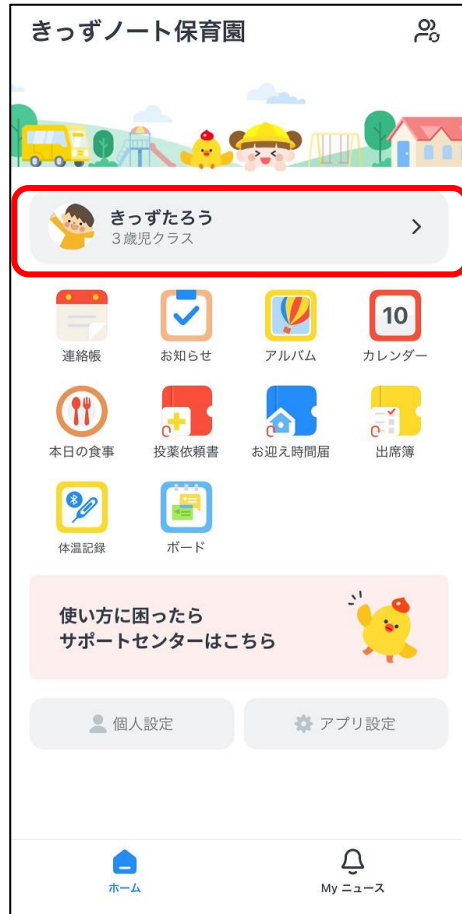 きっずノート保育園
きっずたろう
３歳児クラス
連絡帳
お知らせ
アルバム
10
カレンダー
本日の食事
投薬依頼書
お迎え時間届
出席簿
体温記録
ボード
使い方に困ったら
サポートセンターはこちら
個人設定
アプリ設定
ホーム
My ニュース